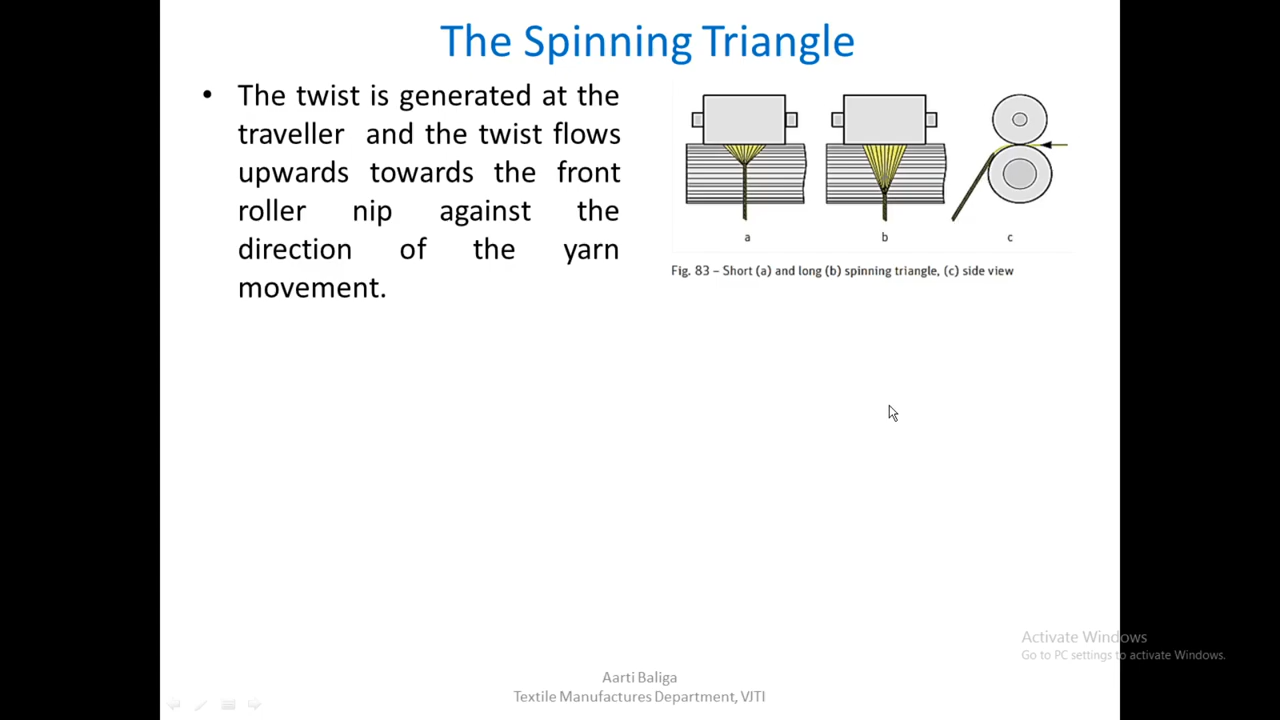 The Spinning Triangle
• The twist is generated at the
traveller and the twist flows
upwards towards the front
roller nip against the
direction of the yarn
movement.
a b c
Fig. 83 – Short (a) and long (b) spinning triangle, (c) side view
Activate Windows
Go to PC settings to activate Windows.
Aarti Baliga
Textile Manufactures Department, VJTI